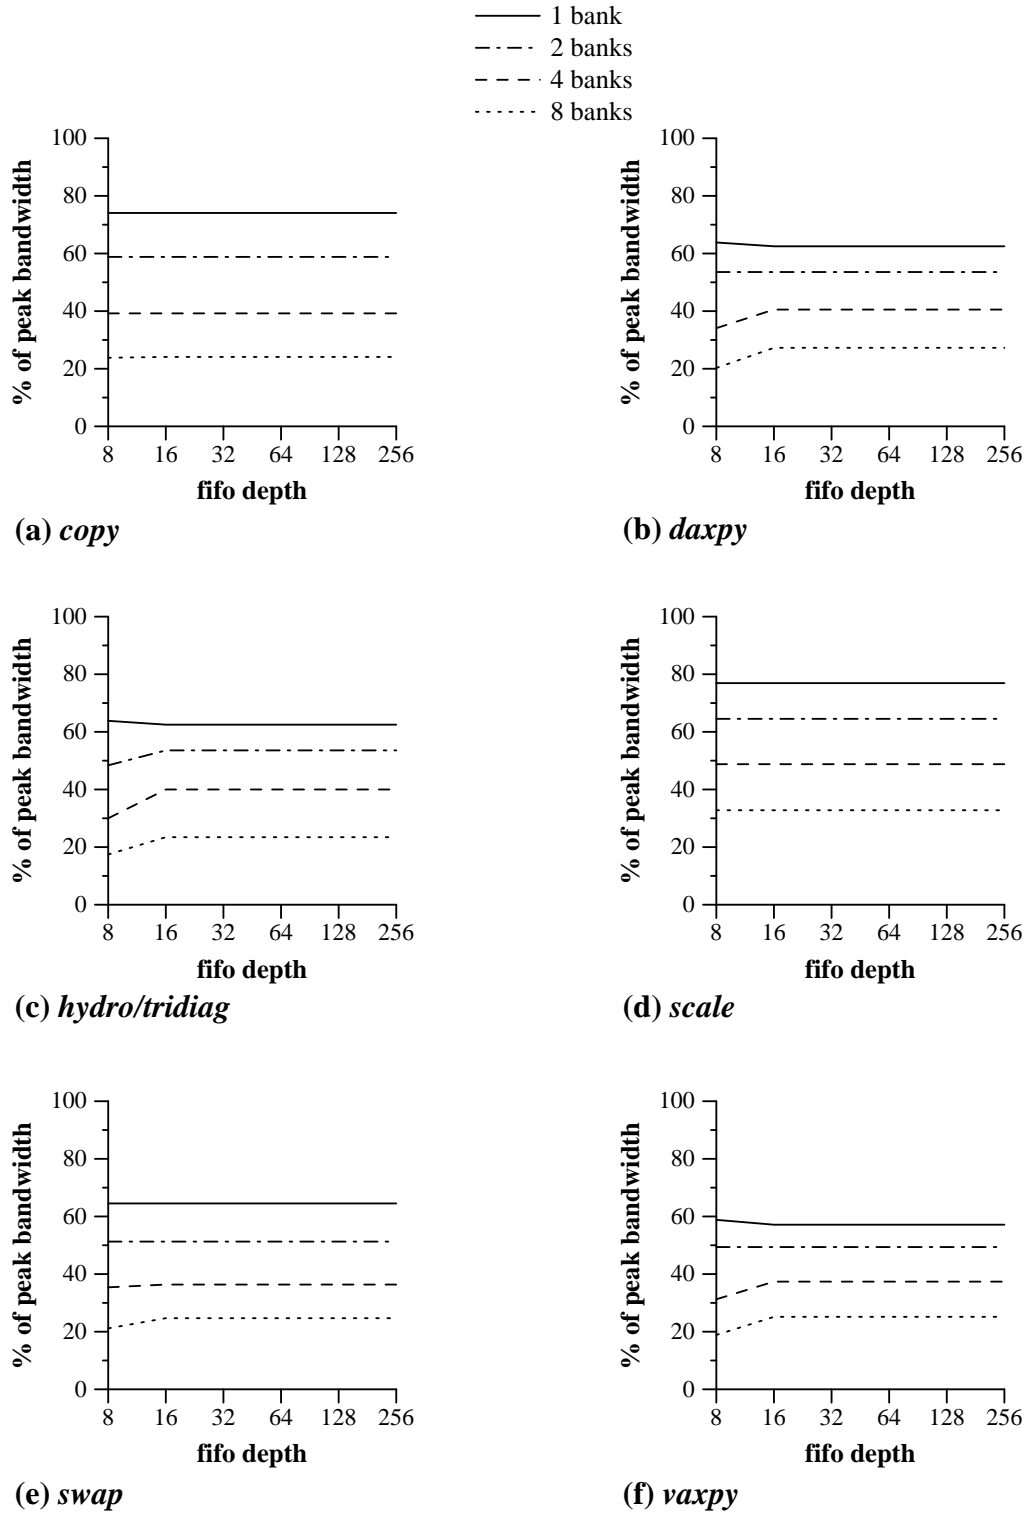 1 bank
2 banks
4 banks
8 banks
% of peak bandwidth
100
80
60
40
20
0
8 16 32 64 128 256
fifo depth
(a) copy
% of peak bandwidth
100
80
60
40
20
0
8 16 32 64 128 256
fifo depth
(b) daxpy
% of peak bandwidth
100
80
60
40
20
0
8 16 32 64 128 256
fifo depth
(c) hydro/tridiag
% of peak bandwidth
100
80
60
40
20
0
8 16 32 64 128 256
fifo depth
(d) scale
% of peak bandwidth
100
80
60
40
20
0
8 16 32 64 128 256
fifo depth
(e) swap
% of peak bandwidth
100
80
60
40
20
0
8 16 32 64 128 256
fifo depth
(f) vaxpy